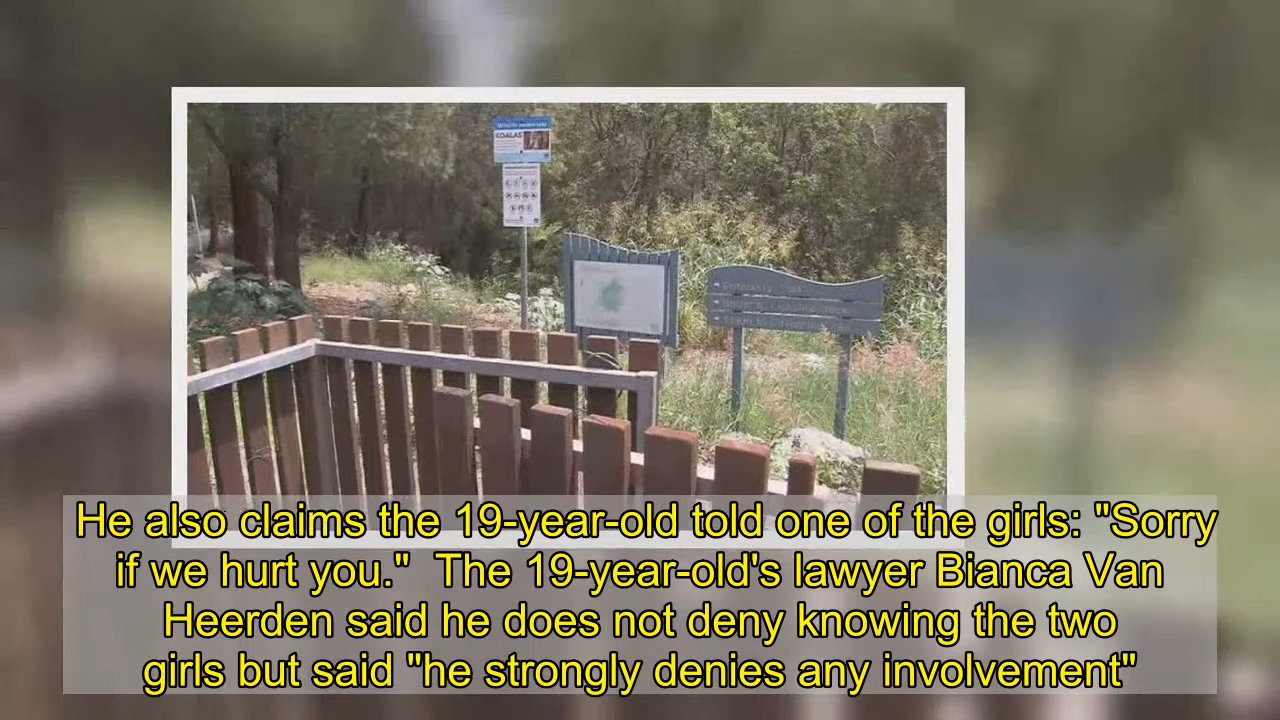 KOALAS
He also claims the 19-year-old told one of the girls: "Sorry
if we hurt you." The 19-year-old's lawyer Bianca Van
Heerden said he does not deny knowing the two
girls but said "he strongly denies any involvement"